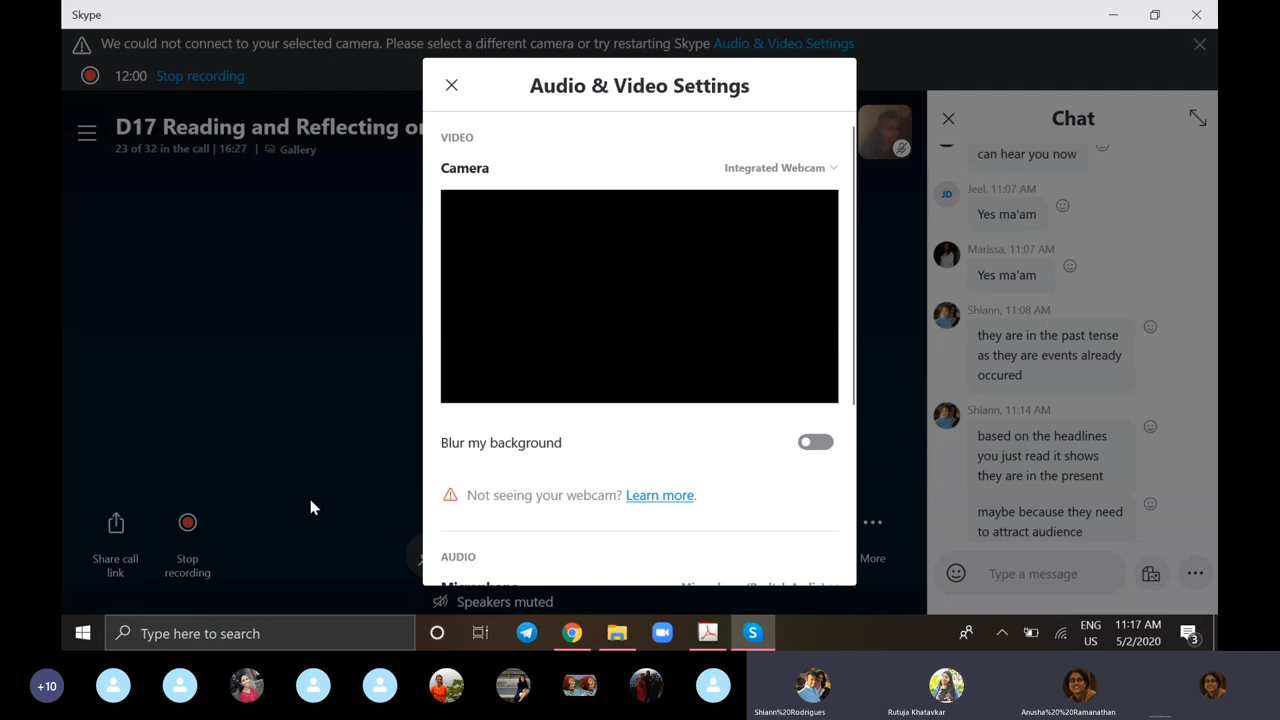 Skype
We could not connect to your selected camera. Please select a different camera or try restarting Skype Audio & Video Settings
12:00 Stop recording
Audio & Video Settings
D17 Reading and Reflecting or
23 of 32 in the call | 16:27 | Gallery
VIDEO
Camera
Integrated Webcam
Blur my background
Not seeing your webcam? Learn more.
AUDIO
Share call
link
Stop
recording
More
Speakers muted
Chat
can hear you now
JD
Jeel, 11:07 AM
Yes ma'am
Marissa, 11:07 AM
Yes ma'am
Shiann, 11:08 AM
they are in the past tense
as they are events already
occured
Shiann, 11:14 AM
based on the headlines
you just read it shows
they are in the present
maybe because they need
to attract audience
Type a message
Type here to search
ENG
US
11:17 AM
5/2/2020
3
+10
Shiann%20Rodrigues
Rutuja Khatavkar
Anusha%20%20Ramanathan